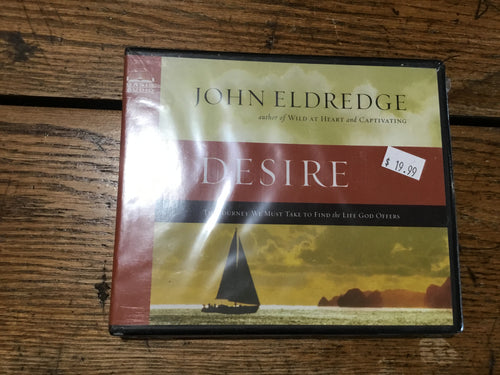 JOHN ELDREDGE
author of WILD AT HEART and CAPTIVATING
DESIRE
$ 19.99
THE JOURNEY WE MUST TAKE TO FIND the LIFE GOD OFFERS